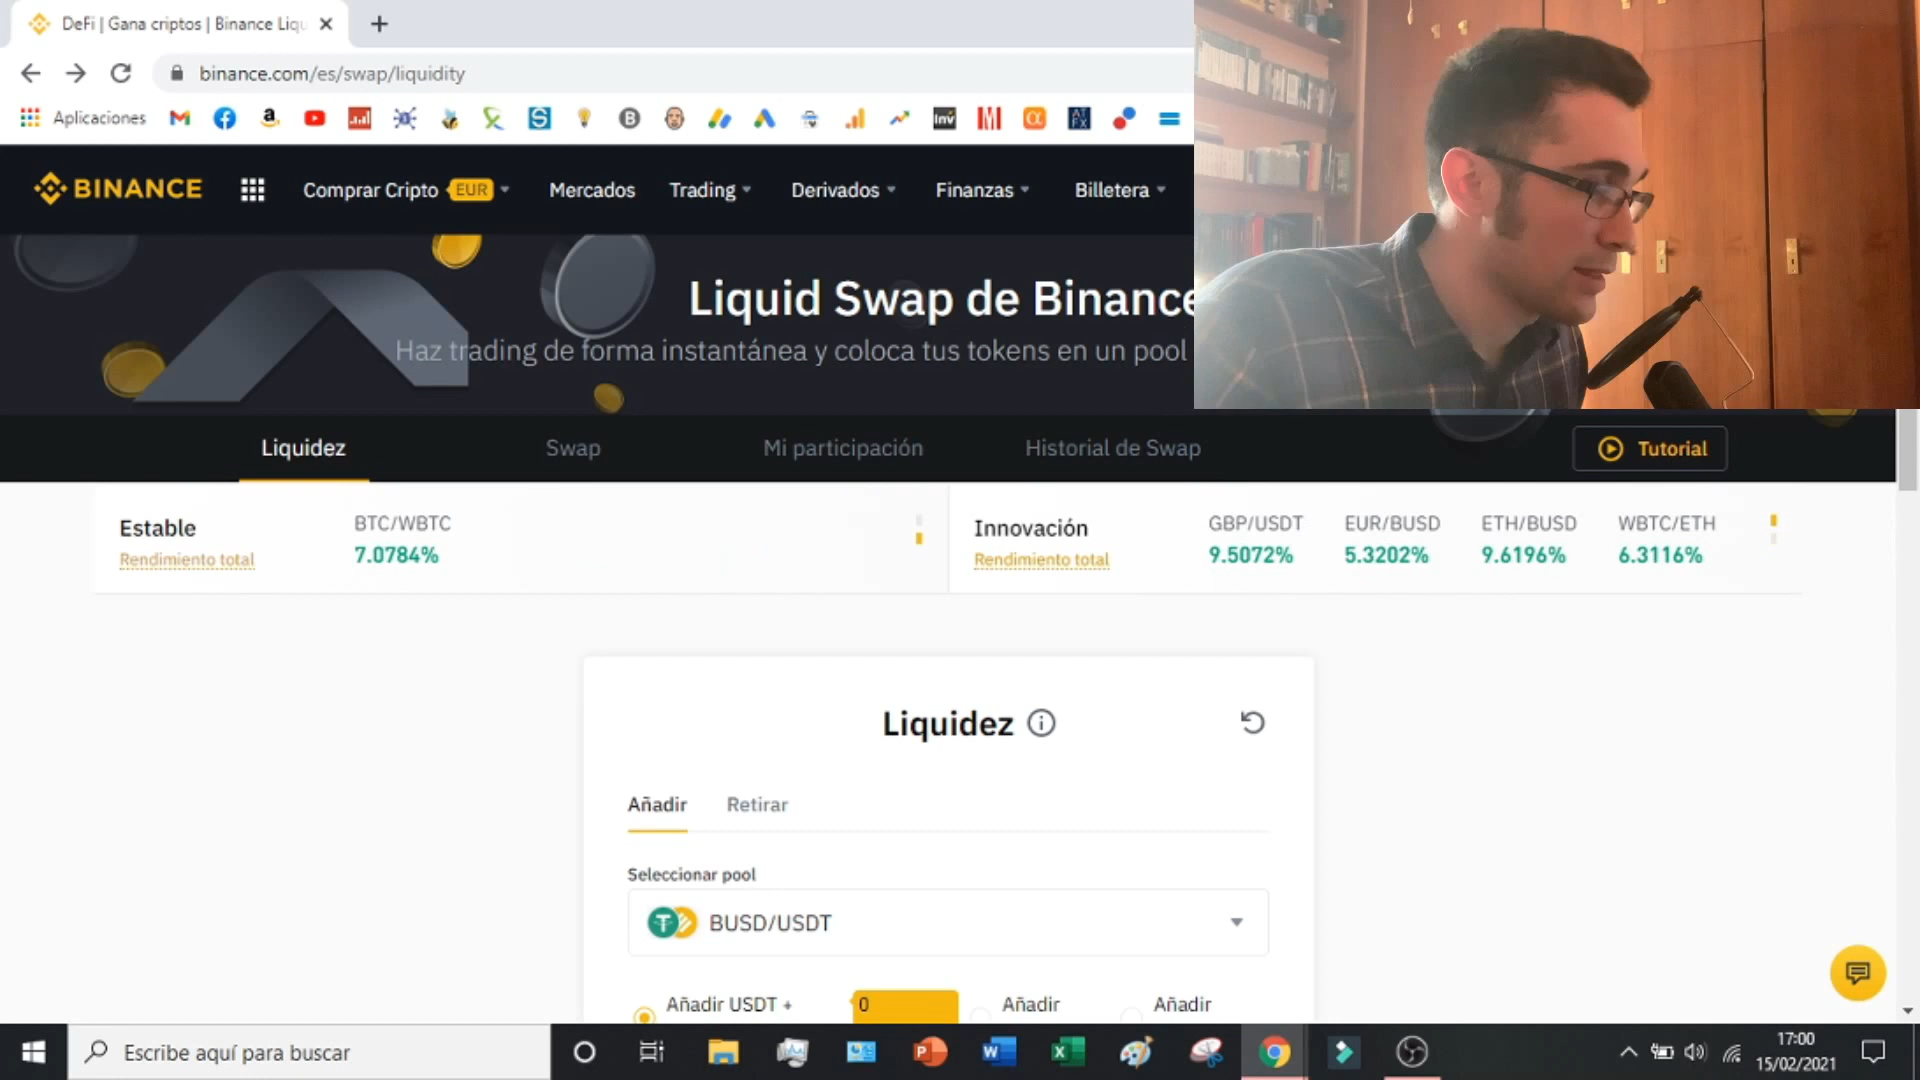 DeFi | Gana criptos | Binance Liqu
binance.com/es/swap/liquidity
Aplicaciones
BINANCE
Comprar Cripto EUR
Mercados
Trading
Derivados
Finanzas
Billetera
Liquid Swap de Binance
Haz trading de forma instantánea y coloca tus tokens en un pool
Liquidez
Swap
Mi participación
Historial de Swap
Tutorial
Estable
Rendimiento total
BTC/WBTC
7.0784%
Innovación
Rendimiento total
GBP/USDT
9.5072%
EUR/BUSD
5.3202%
ETH/BUSD
9.6196%
WBTC/ETH
6.3116%
Liquidez
Añadir
Retirar
Seleccionar pool
BUSD/USDT
Añadir USDT +
0
Añadir
Añadir
Escribe aquí para buscar
17:00
15/02/2021